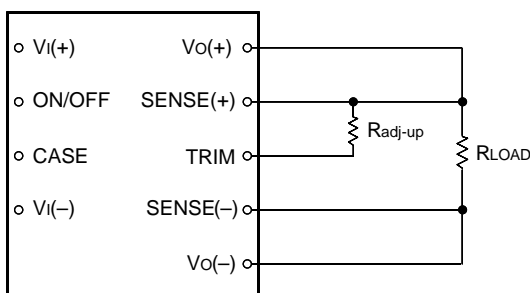 VI(+) VO(+)
ON/OFF SENSE(+)
Radj-up
CASE TRIM
RLOAD
VI(–) SENSE(–)
VO(–)